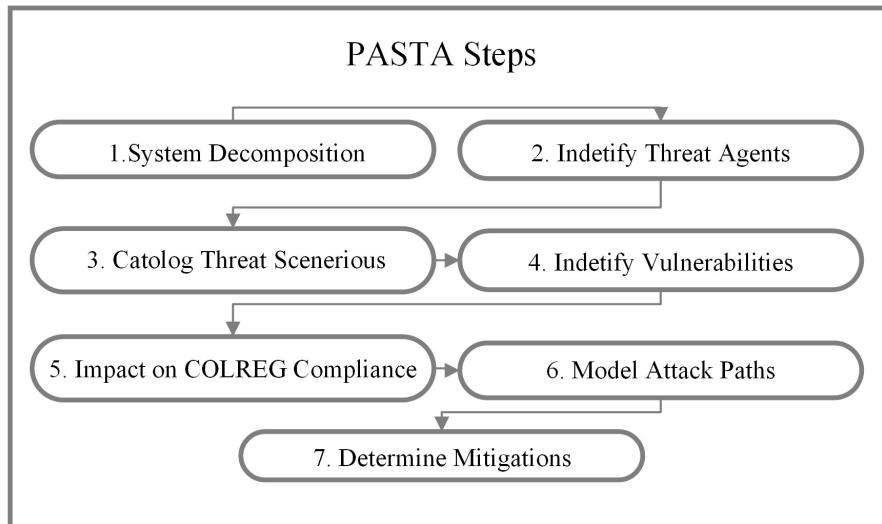 PASTA Steps
1.System Decomposition
2. Indetify Threat Agents
3. Catolog Threat Scenerious
4. Indetify Vulnerabilities
5. Impact on COLREG Compliance
6. Model Attack Paths
7. Determine Mitigations